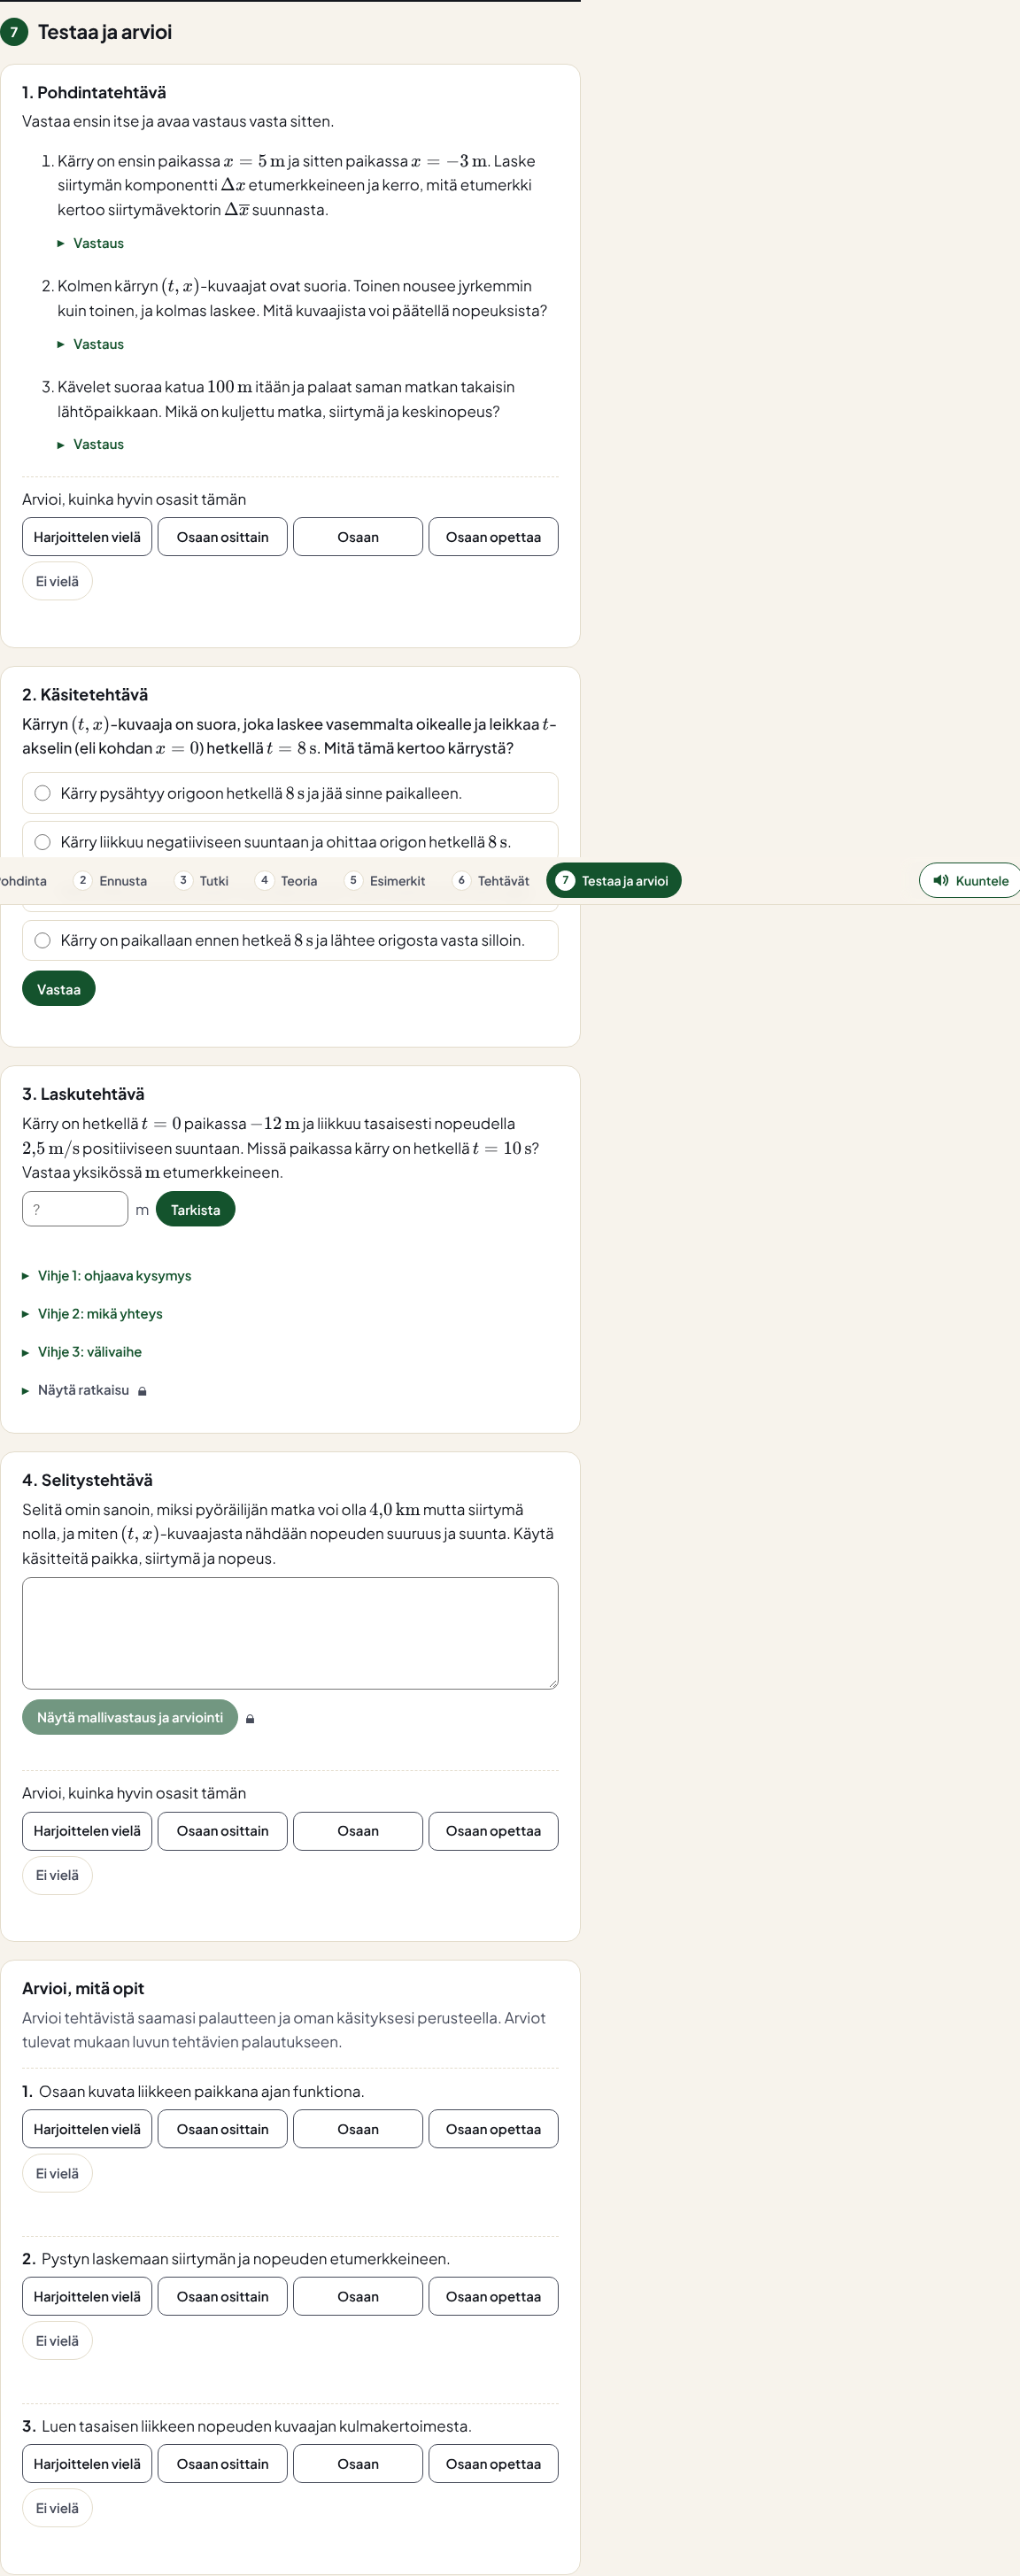 7 Testaa ja arvioi
1. Pohdintatehtävä
Vastaa ensin itse ja avaa vastaus vasta sitten.
1. Kärry on ensin paikassa x = 5 m ja sitten paikassa x = −3 m. Laske
siirtymän komponentti Δx etumerkkeineen ja kerro, mitä etumerkki
kertoo siirtymävektorin Δx̅ suunnasta.
▸ Vastaus
2. Kolmen kärryn (t, x)-kuvaajat ovat suoria. Toinen nousee jyrkemmin
kuin toinen, ja kolmas laskee. Mitä kuvaajista voi päätellä nopeuksista?
▸ Vastaus
3. Kävelet suoraa katua 100 m itään ja palaat saman matkan takaisin
lähtöpaikkaan. Mikä on kuljettu matka, siirtymä ja keskinopeus?
▸ Vastaus
Arvioi, kuinka hyvin osasit tämän
Harjoittelen vielä Osaan osittain Osaan Osaan opettaa
Ei vielä
2. Käsitetehtävä
Kärryn (t, x)-kuvaaja on suora, joka laskee vasemmalta oikealle ja leikkaa t-
akselin (eli kohdan x = 0) hetkellä t = 8 s. Mitä tämä kertoo kärrystä?
Kärry pysähtyy origoon hetkellä 8 s ja jää sinne paikalleen.
Kärry liikkuu negatiiviseen suuntaan ja ohittaa origon hetkellä 8 s.
ohdinta 2 Ennusta 3 Tutki 4 Teoria 5 Esimerkit 6 Tehtävät 7 Testaa ja arvioi Kuuntele
Kärry on paikallaan ennen hetkeä 8 s ja lähtee origosta vasta silloin.
Vastaa
3. Laskutehtävä
Kärry on hetkellä t = 0 paikassa −12 m ja liikkuu tasaisesti nopeudella
2,5 m/s positiiviseen suuntaan. Missä paikassa kärry on hetkellä t = 10 s?
Vastaa yksikössä m etumerkkeineen.
? m Tarkista
▸ Vihje 1: ohjaava kysymys
▸ Vihje 2: mikä yhteys
▸ Vihje 3: välivaihe
▸ Näytä ratkaisu
4. Selitystehtävä
Selitä omin sanoin, miksi pyöräilijän matka voi olla 4,0 km mutta siirtymä
nolla, ja miten (t, x)-kuvaajasta nähdään nopeuden suuruus ja suunta. Käytä
käsitteitä paikka, siirtymä ja nopeus.
Näytä mallivastaus ja arviointi
Arvioi, kuinka hyvin osasit tämän
Harjoittelen vielä Osaan osittain Osaan Osaan opettaa
Ei vielä
Arvioi, mitä opit
Arvioi tehtävistä saamasi palautteen ja oman käsityksesi perusteella. Arviot
tulevat mukaan luvun tehtävien palautukseen.
1. Osaan kuvata liikkeen paikkana ajan funktiona.
Harjoittelen vielä Osaan osittain Osaan Osaan opettaa
Ei vielä
2. Pystyn laskemaan siirtymän ja nopeuden etumerkkeineen.
Harjoittelen vielä Osaan osittain Osaan Osaan opettaa
Ei vielä
3. Luen tasaisen liikkeen nopeuden kuvaajan kulmakertoimesta.
Harjoittelen vielä Osaan osittain Osaan Osaan opettaa
Ei vielä